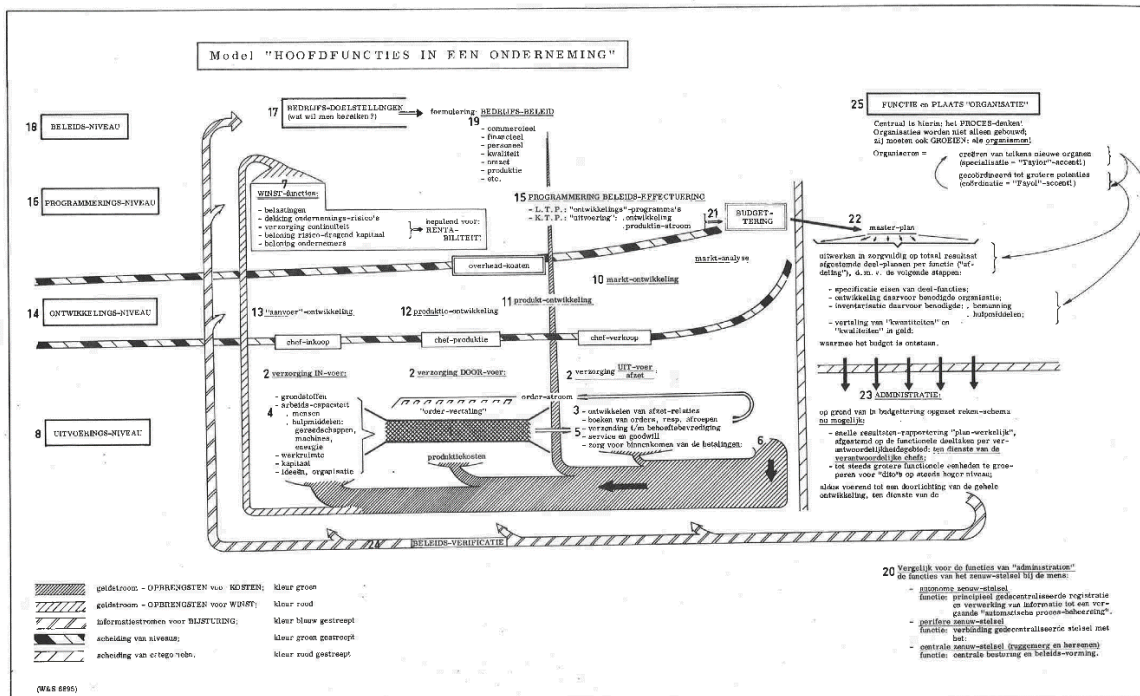 Model "HOOFDFUNCTIES IN EEN ONDERNEMING"
18 BELEIDS-NIVEAU
17 BEDRIJFS-DOELSTELLINGEN
(wat wil men bereiken?)
formulering: BEDRIJFS-BELEID
19
- commercieel
- financieel
- personeel
- kwaliteit
- omzet
- produktie
- etc.
16 PROGRAMMERINGS-NIVEAU
7
WINST-function:
- belastingen
- dekking ondernemings-risico's
- verzorging continuïteit
- beloning risico-dragend kapitaal
- beloning ondernemers
bepalend voor:
RENTA-
BILITEIT!
15 PROGRAMMERING BELEIDS-EFFECTUERING
- L.T.P.: "ontwikkelings"-programma's
- K.T.P.: "uitvoering": .ontwikkeling
.produktie-stroom
21
BUDGET-
TERING
overhead-kosten
markt-analyse
10 markt-ontwikkeling
11 produkt-ontwikkeling
14 ONTWIKKELINGS-NIVEAU
13 "aanvoer"-ontwikkeling
12 produktie-ontwikkeling
chef-inkoop
chef-produktie
chef-verkoop
8 UITVOERINGS-NIVEAU
2 verzorging IN-voer:
4
- grondstoffen
- arbeids-capaciteit
. mensen
. hulpmiddelen:
gereedschappen,
machines,
energie
- werkruimte
- kapitaal
- ideeën, organisatie
2 verzorging DOOR-voer:
order-stroom
"order-vertaling"
produktiekosten
2 verzorging UIT-voer
afzet
3 - ontwikkelen van afzet-relaties
- boeken van orders, resp. afroepen
5 - verzending t/m behoeftebevrediging
- service en goodwill
- zorg voor binnenkomen van de betalingen:
6
24 BELEIDS-VERIFICATIE
25 FUNCTIE en PLAATS "ORGANISATIE"
Centraal is hierin: het PROCES-denken!
Organisaties worden niet alleen gebouwd;
zij moeten ook GROEIEN: als organismen!
Organiseren =
creëren van telkens nieuwe organen
(specialisatie = "Taylor"-accent!)
gecoördineerd tot grotere potenties
(coördinatie = "Fayol"-accent!)
22
master-plan
uitwerken in zorgvuldig op totaal resultaat
afgestemde deel-plannen per functie ("af-
deling"), d.m.v. de volgende stappen:
- specificatie eisen van deel-functies;
- ontwikkeling daarvoor benodigde organisatie;
- inventarisatie daarvoor benodigde: . bemanning
. hulpmiddelen;
- vertaling van "kwantiteiten" en
"kwaliteiten" in geld;
waarmee het budget is ontstaan.
23 ADMINISTRATIE:
op grond van in budgettering opgezet reken-schema
nu mogelijk:
- snelle resultaten-rapportering "plan-werkelijk",
afgestemd op de functionele deeltaken per ver-
antwoordelijkheidsgebied: ten dienste van de
verantwoordelijke chefs;
- tot steeds grotere functionele eenheden te groe-
peren voor "dito"s op steeds hoger niveau;
aldus voerend tot een doorlichting van de gehele
ontwikkeling, ten dienste van de
20 Vergelijk voor de functies van "administration"
de functies van het zenuw-stelsel bij de mens:
- autonome zenuw-stelsel
functie: principieel gedecentraliseerde registratie
en verwerking van informatie tot een ver-
gaande "automatische proces-beheersing".
- perifere zenuw-stelsel
functie: verbinding gedecentraliseerde stelsel met
het:
- centrale zenuw-stelsel (ruggemerg en hersenen)
functie: centrale besturing en beleids-vorming.
geldstroom - OPBRENGSTEN voor KOSTEN; kleur groen
geldstroom - OPBRENGSTEN voor WINST; kleur rood
informatiestromen voor BIJSTURING; kleur blauw gestreept
scheiding van niveaus; kleur groen gestreept
scheiding van categorieën. kleur rood gestreept
(W&S 6895)